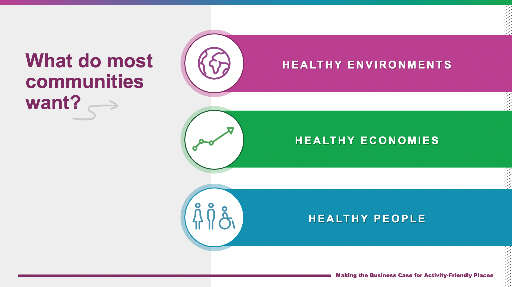 What do most
communities
want?
HEALTHY ENVIRONMENTS
HEALTHY ECONOMIES
HEALTHY PEOPLE
Making the Business Case for Activity-Friendly Places